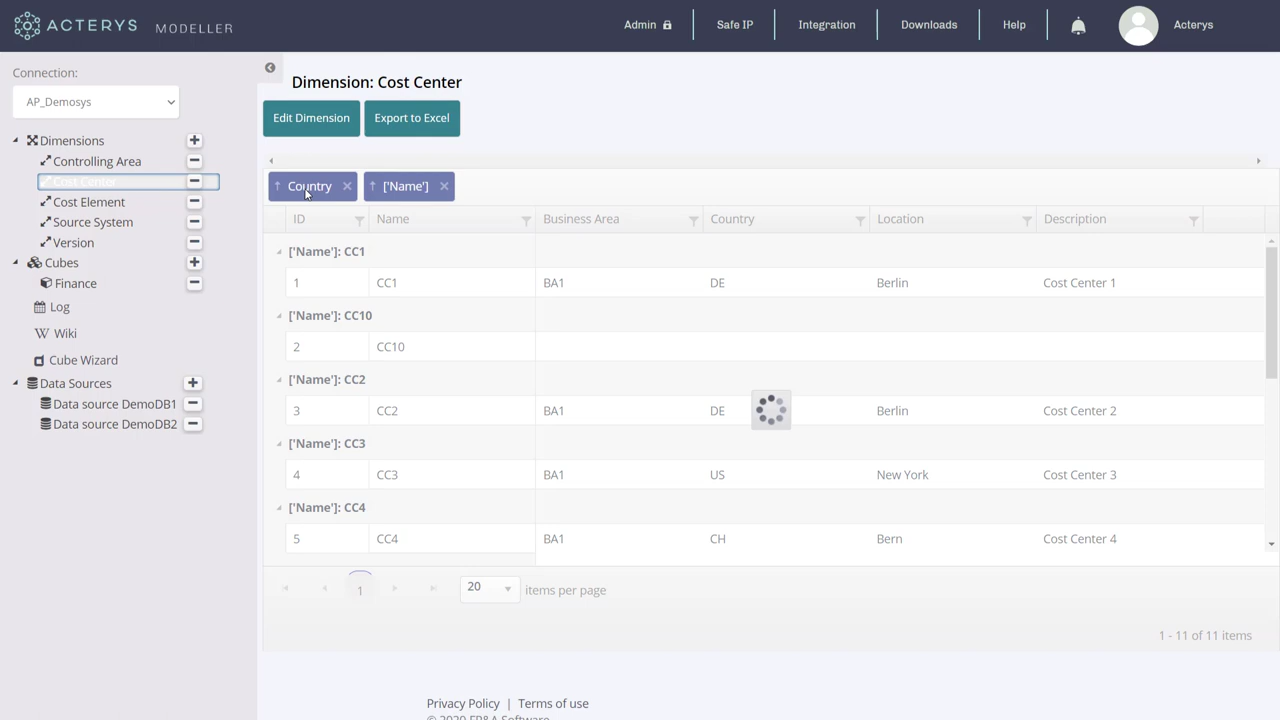 ACTERYS MODELLER
Admin
Safe IP
Integration
Downloads
Help
Acterys
Connection:
AP_Demosys
Dimensions
Controlling Area
Cost Center
Cost Element
Source System
Version
Cubes
Finance
Log
Wiki
Cube Wizard
Data Sources
Data source DemoDB1
Data source DemoDB2
Dimension: Cost Center
Edit Dimension
Export to Excel
Country
['Name']
ID Name Business Area Country Location Description
['Name']: CC1
1 CC1 BA1 DE Berlin Cost Center 1
['Name']: CC10
2 CC10
['Name']: CC2
3 CC2 BA1 DE Berlin Cost Center 2
['Name']: CC3
4 CC3 BA1 US New York Cost Center 3
['Name']: CC4
5 CC4 BA1 CH Bern Cost Center 4
1 20 items per page
1 - 11 of 11 items
Privacy Policy | Terms of use
© 2020 FP&A Software